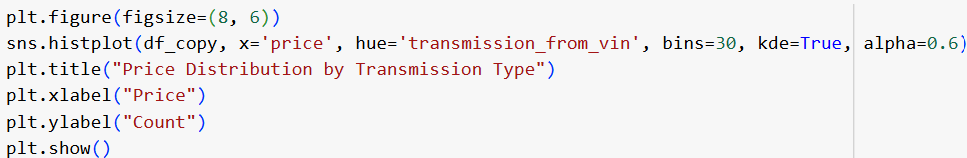 plt.figure(figsize=(8, 6))
sns.histplot(df_copy, x='price', hue='transmission_from_vin', bins=30, kde=True, alpha=0.6)
plt.title("Price Distribution by Transmission Type")
plt.xlabel("Price")
plt.ylabel("Count")
plt.show()